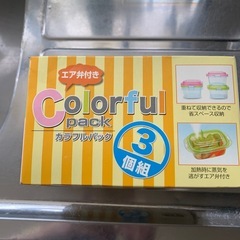 エア弁付き
Colorful
pack
カラフルパック
3
個組
重ねて収納できるので
省スペース収納
加熱時に蒸気を
逃がすエア弁付き